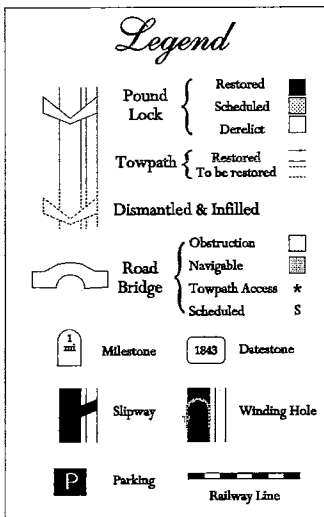 Legend
Pound Lock
Restored
Scheduled
Derelict
Towpath
Restored
To be restored
Dismantled & Infilled
Road Bridge
Obstruction
Navigable
Towpath Access *
Scheduled S
1 mi
Milestone
1843
Datestone
Slipway
Winding Hole
P
Parking
Railway Line